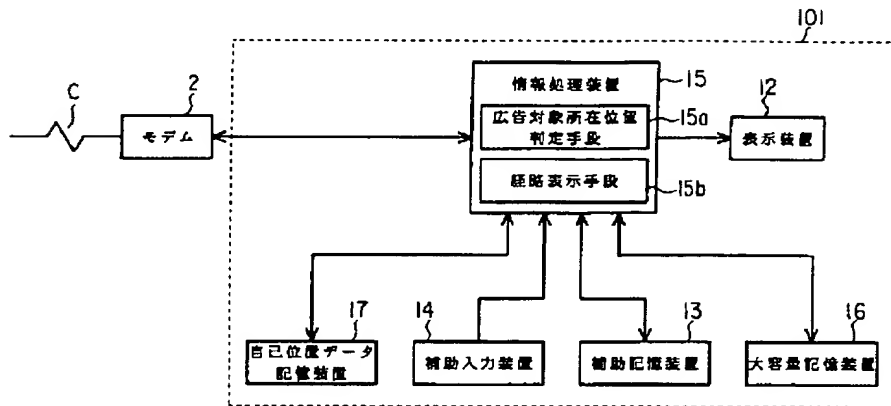 101
C
2
モデム
情報処理装置
15
広告対象所在位置
判定手段
15a
経路表示手段
15b
12
表示装置
17
自己位置データ
記憶装置
14
補助入力装置
13
補助記憶装置
16
大容量記憶装置